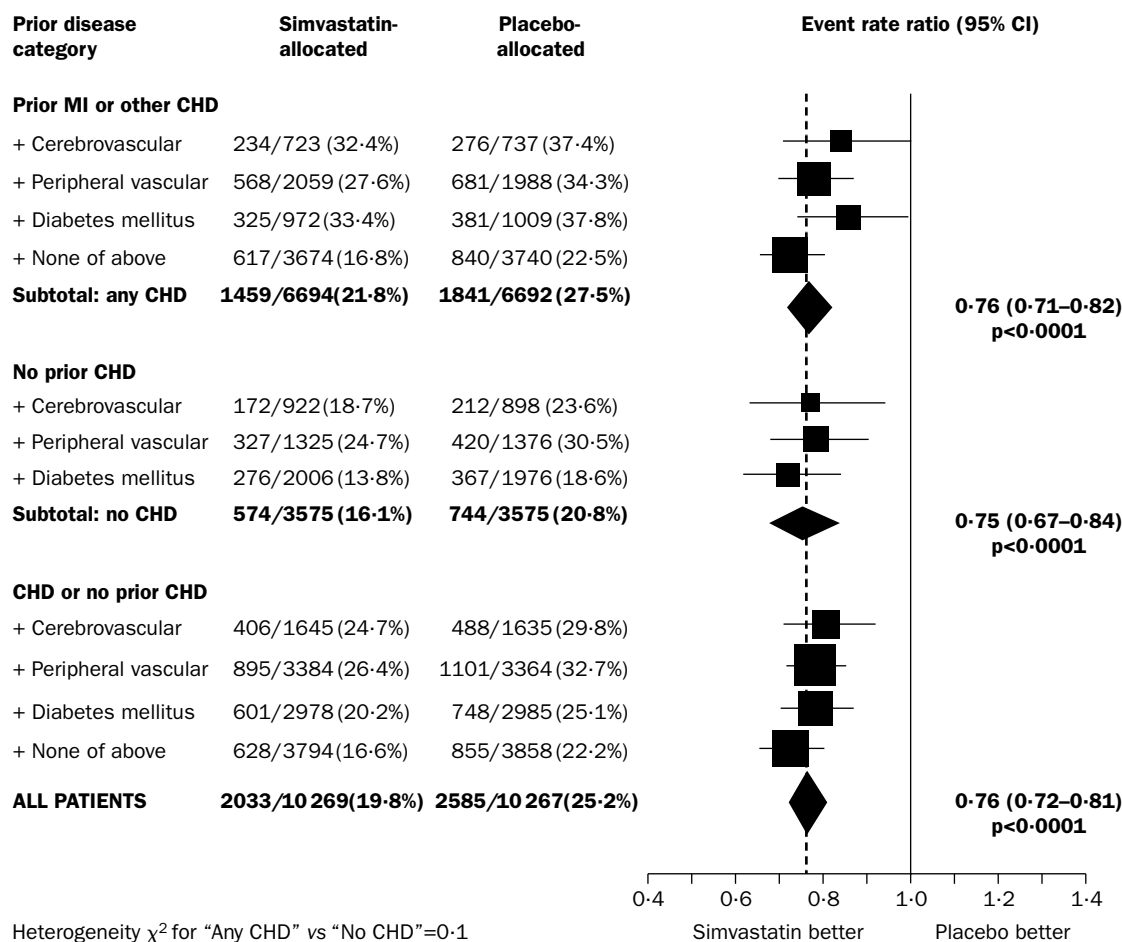 Prior disease category Simvastatin-allocated Placebo-allocated Event rate ratio (95% CI)
Prior MI or other CHD
+ Cerebrovascular 234/723 (32·4%) 276/737 (37·4%)
+ Peripheral vascular 568/2059 (27·6%) 681/1988 (34·3%)
+ Diabetes mellitus 325/972 (33·4%) 381/1009 (37·8%)
+ None of above 617/3674 (16·8%) 840/3740 (22·5%)
Subtotal: any CHD 1459/6694(21·8%) 1841/6692 (27·5%)
0·76 (0·71–0·82)
p<0·0001
No prior CHD
+ Cerebrovascular 172/922(18·7%) 212/898 (23·6%)
+ Peripheral vascular 327/1325 (24·7%) 420/1376 (30·5%)
+ Diabetes mellitus 276/2006 (13·8%) 367/1976 (18·6%)
Subtotal: no CHD 574/3575 (16·1%) 744/3575 (20·8%)
0·75 (0·67–0·84)
p<0·0001
CHD or no prior CHD
+ Cerebrovascular 406/1645 (24·7%) 488/1635 (29·8%)
+ Peripheral vascular 895/3384 (26·4%) 1101/3364 (32·7%)
+ Diabetes mellitus 601/2978 (20·2%) 748/2985 (25·1%)
+ None of above 628/3794 (16·6%) 855/3858 (22·2%)
ALL PATIENTS 2033/10 269(19·8%) 2585/10 267(25·2%) 0·76 (0·72–0·81)
p<0·0001
0·4 0·6 0·8 1·0 1·2 1·4
Heterogeneity χ² for “Any CHD” vs “No CHD”=0·1 Simvastatin better Placebo better